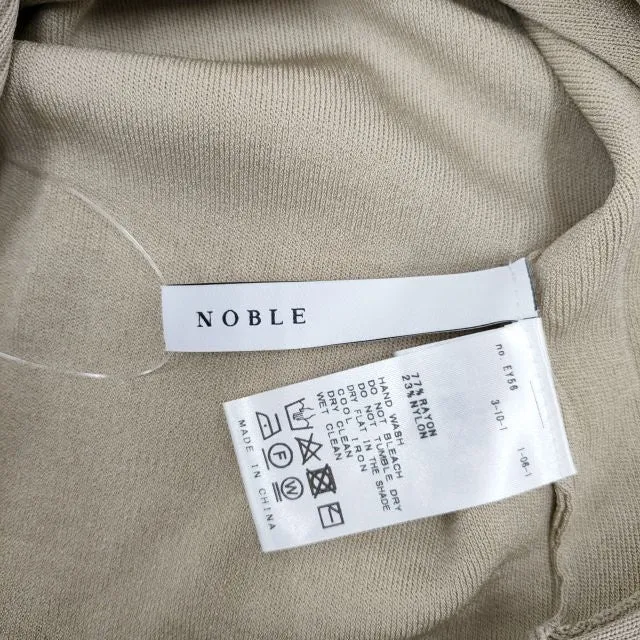 NOBLE
no. EY56
3-10-1
1-06-1
77% RAYON
23% NYLON
HAND WASH
DO NOT BLEACH
DO NOT TUMBLE DRY
DRY FLAT IN THE SHADE
COOL IRON
DRY CLEAN
WET CLEAN
F
W
MADE IN CHINA